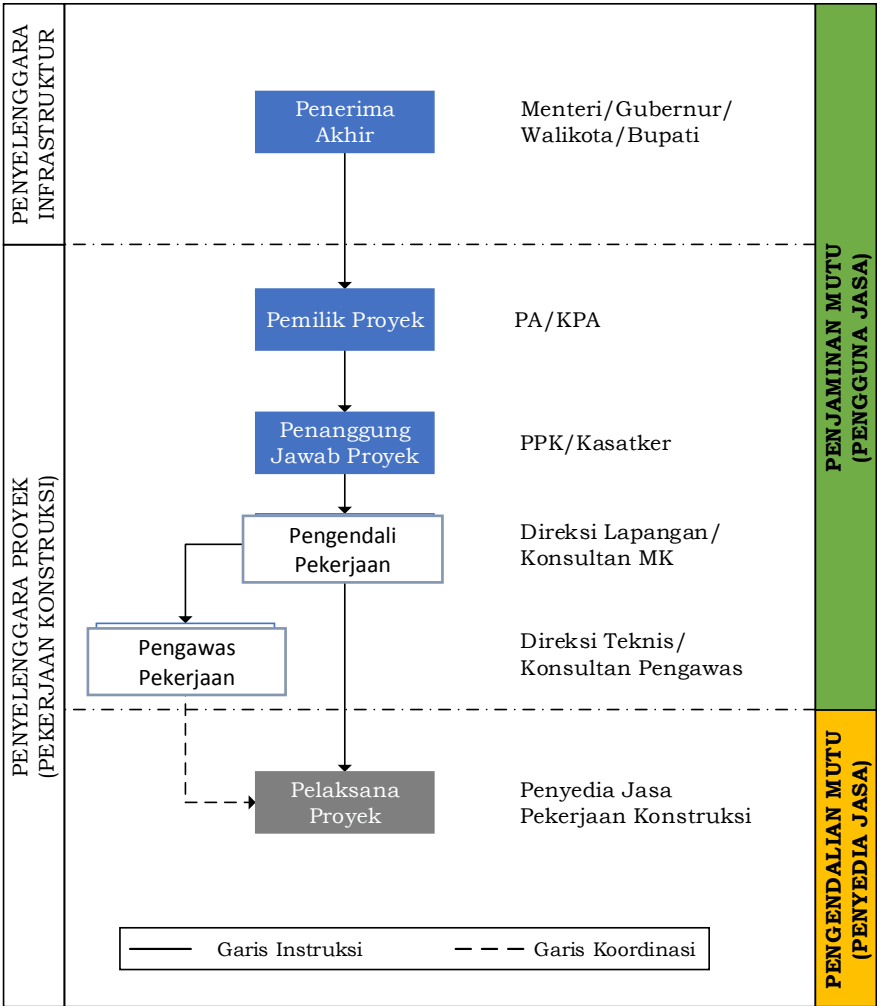 PENYELENGGARA
INFRASTRUKTUR
Penerima
Akhir
Menteri/Gubernur/
Walikota/Bupati
PENYELENGGARA PROYEK
(PEKERJAAN KONSTRUKSI)
Pemilik Proyek
PA/KPA
Penanggung
Jawab Proyek
PPK/Kasatker
Pengendali
Pekerjaan
Direksi Lapangan/
Konsultan MK
Pengawas
Pekerjaan
Direksi Teknis/
Konsultan Pengawas
Pelaksana
Proyek
Penyedia Jasa
Pekerjaan Konstruksi
PENJAMINAN MUTU
(PENGGUNA JASA)
PENGENDALIAN MUTU
(PENYEDIA JASA)
Garis Instruksi
Garis Koordinasi